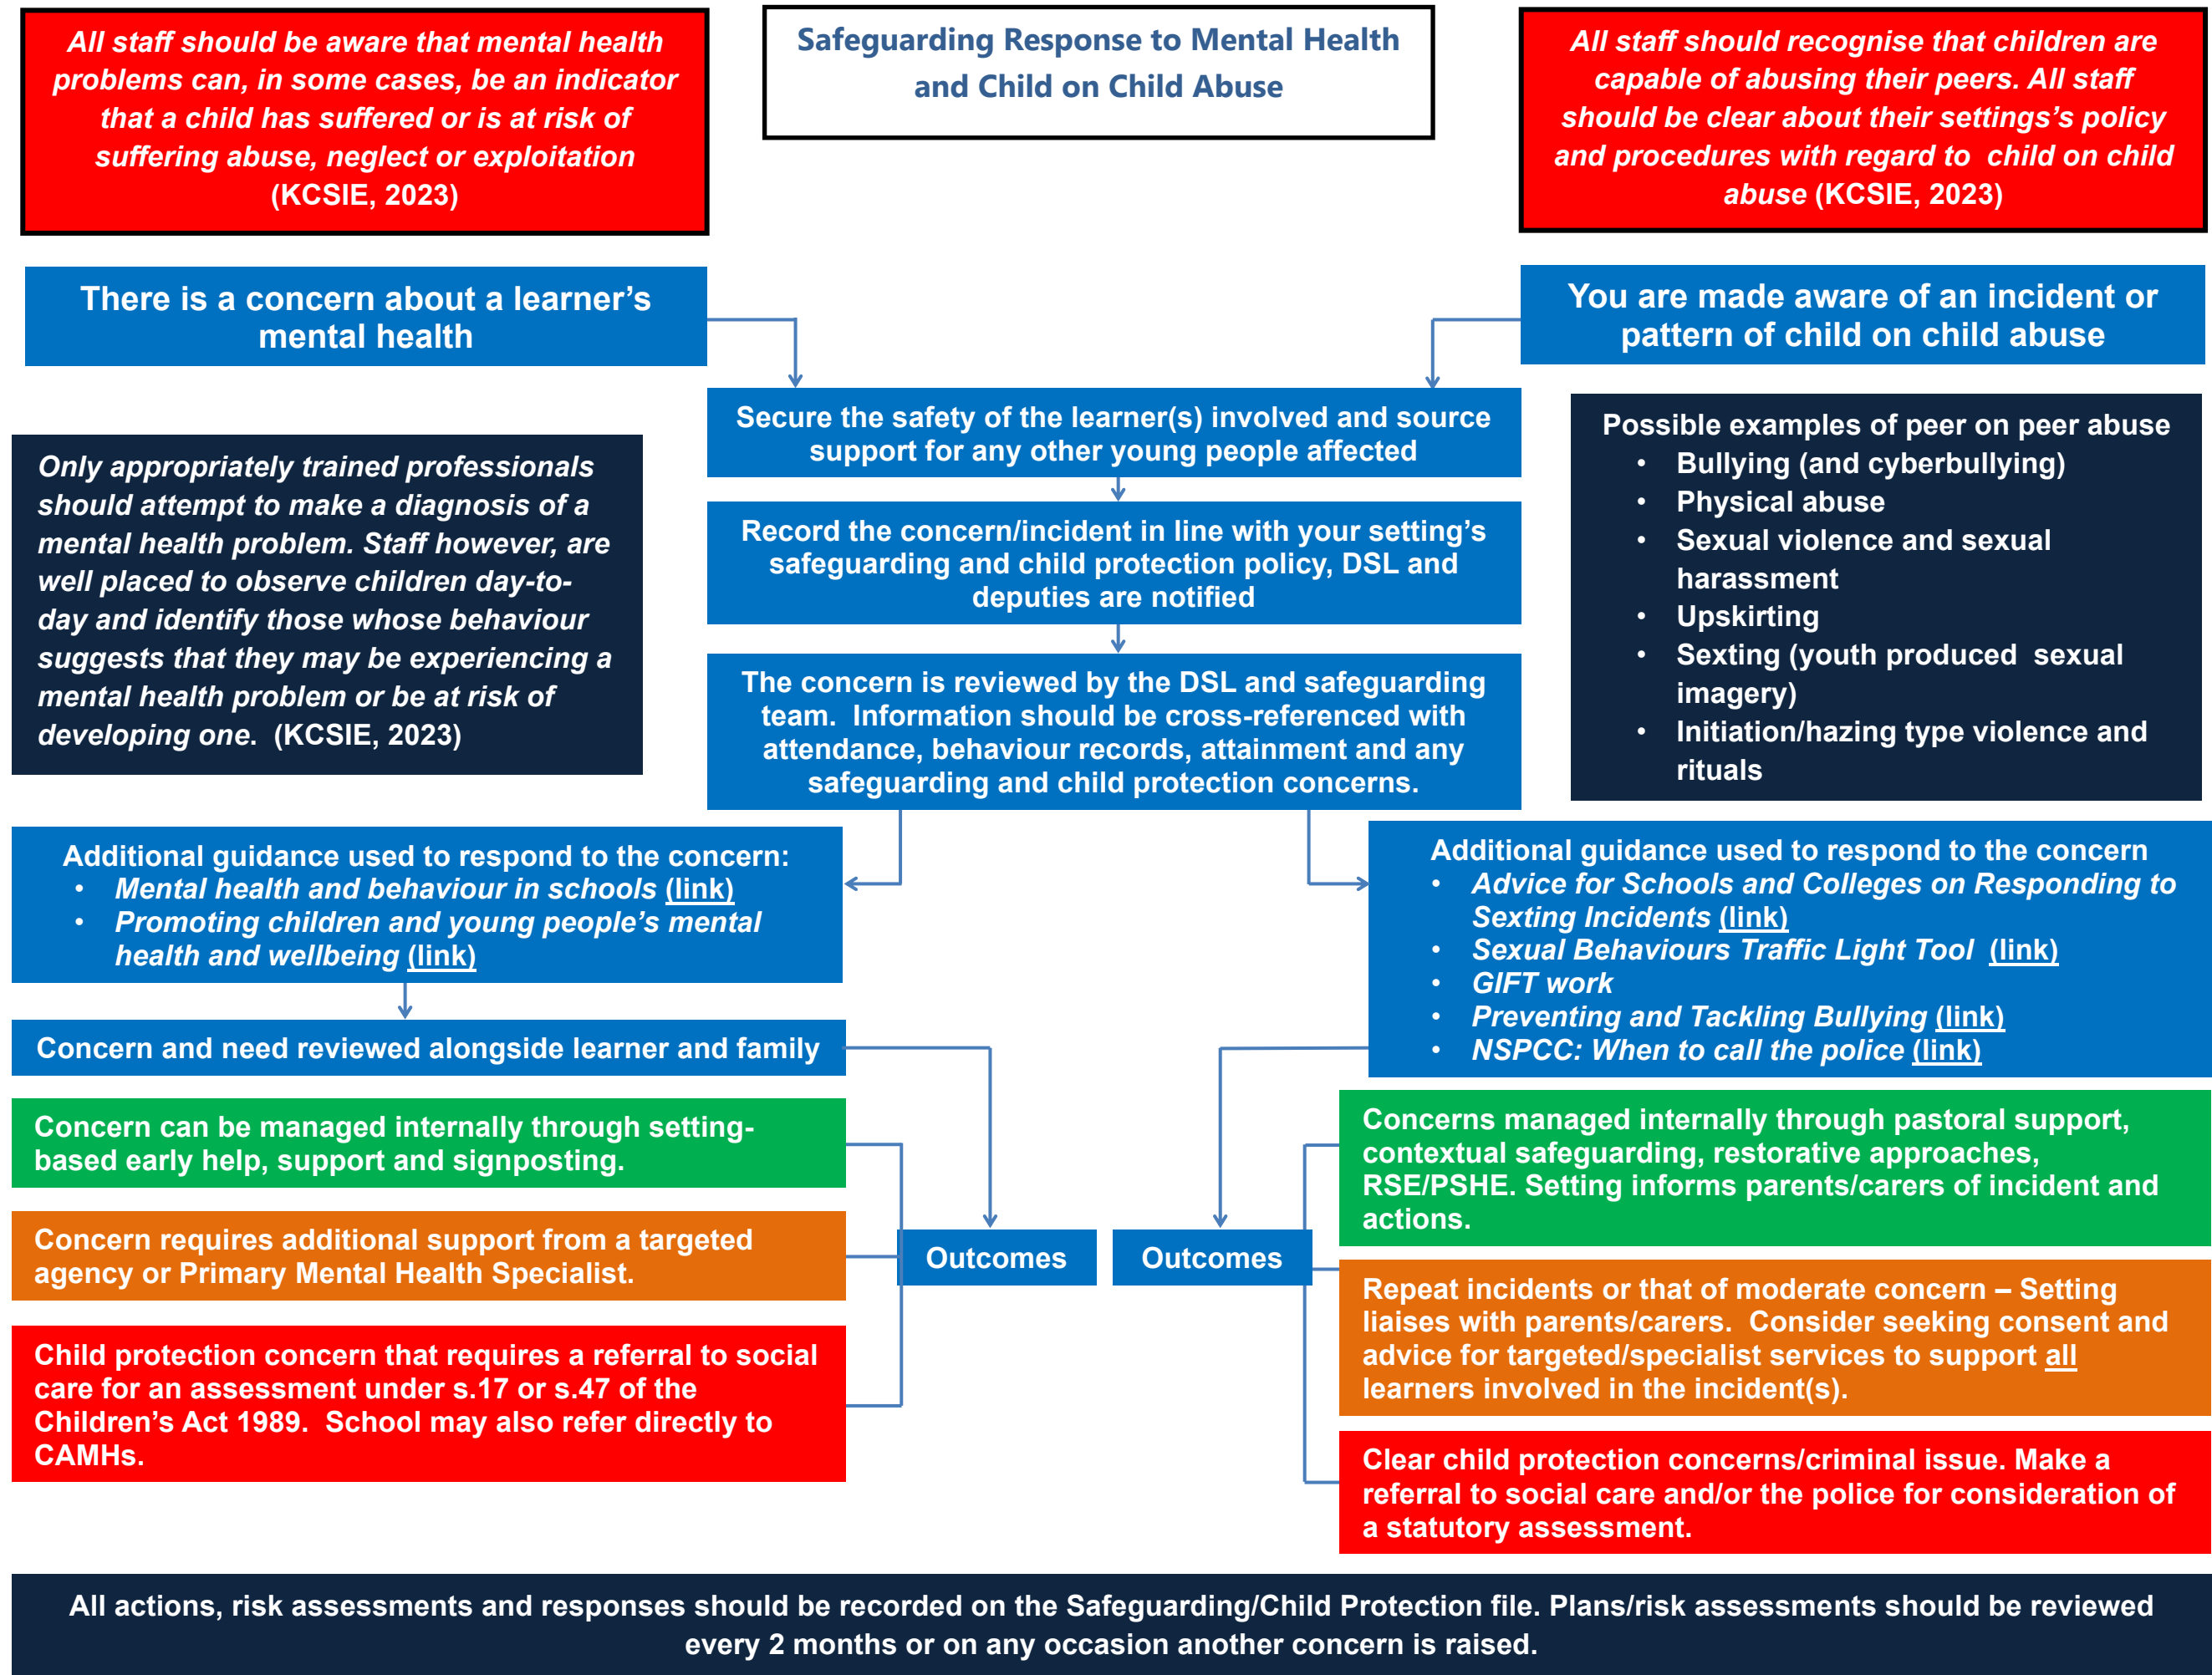 All staff should be aware that mental health
problems can, in some cases, be an indicator
that a child has suffered or is at risk of
suffering abuse, neglect or exploitation
(KCSIE, 2023)
Safeguarding Response to Mental Health
and Child on Child Abuse
All staff should recognise that children are
capable of abusing their peers. All staff
should be clear about their settings's policy
and procedures with regard to child on child
abuse (KCSIE, 2023)
There is a concern about a learner’s
mental health
You are made aware of an incident or
pattern of child on child abuse
Secure the safety of the learner(s) involved and source
support for any other young people affected
Only appropriately trained professionals
should attempt to make a diagnosis of a
mental health problem. Staff however, are
well placed to observe children day-to-
day and identify those whose behaviour
suggests that they may be experiencing a
mental health problem or be at risk of
developing one. (KCSIE, 2023)
Record the concern/incident in line with your setting’s
safeguarding and child protection policy, DSL and
deputies are notified
The concern is reviewed by the DSL and safeguarding
team. Information should be cross-referenced with
attendance, behaviour records, attainment and any
safeguarding and child protection concerns.
Possible examples of peer on peer abuse
• Bullying (and cyberbullying)
• Physical abuse
• Sexual violence and sexual
harassment
• Upskirting
• Sexting (youth produced sexual
imagery)
• Initiation/hazing type violence and
rituals
Additional guidance used to respond to the concern:
• Mental health and behaviour in schools (link)
• Promoting children and young people’s mental
health and wellbeing (link)
Additional guidance used to respond to the concern
• Advice for Schools and Colleges on Responding to
Sexting Incidents (link)
• Sexual Behaviours Traffic Light Tool (link)
• GIFT work
• Preventing and Tackling Bullying (link)
• NSPCC: When to call the police (link)
Concern and need reviewed alongside learner and family
Concern can be managed internally through setting-
based early help, support and signposting.
Concern requires additional support from a targeted
agency or Primary Mental Health Specialist.
Child protection concern that requires a referral to social
care for an assessment under s.17 or s.47 of the
Children’s Act 1989. School may also refer directly to
CAMHs.
Outcomes
Outcomes
Concerns managed internally through pastoral support,
contextual safeguarding, restorative approaches,
RSE/PSHE. Setting informs parents/carers of incident and
actions.
Repeat incidents or that of moderate concern – Setting
liaises with parents/carers. Consider seeking consent and
advice for targeted/specialist services to support all
learners involved in the incident(s).
Clear child protection concerns/criminal issue. Make a
referral to social care and/or the police for consideration of
a statutory assessment.
All actions, risk assessments and responses should be recorded on the Safeguarding/Child Protection file. Plans/risk assessments should be reviewed
every 2 months or on any occasion another concern is raised.